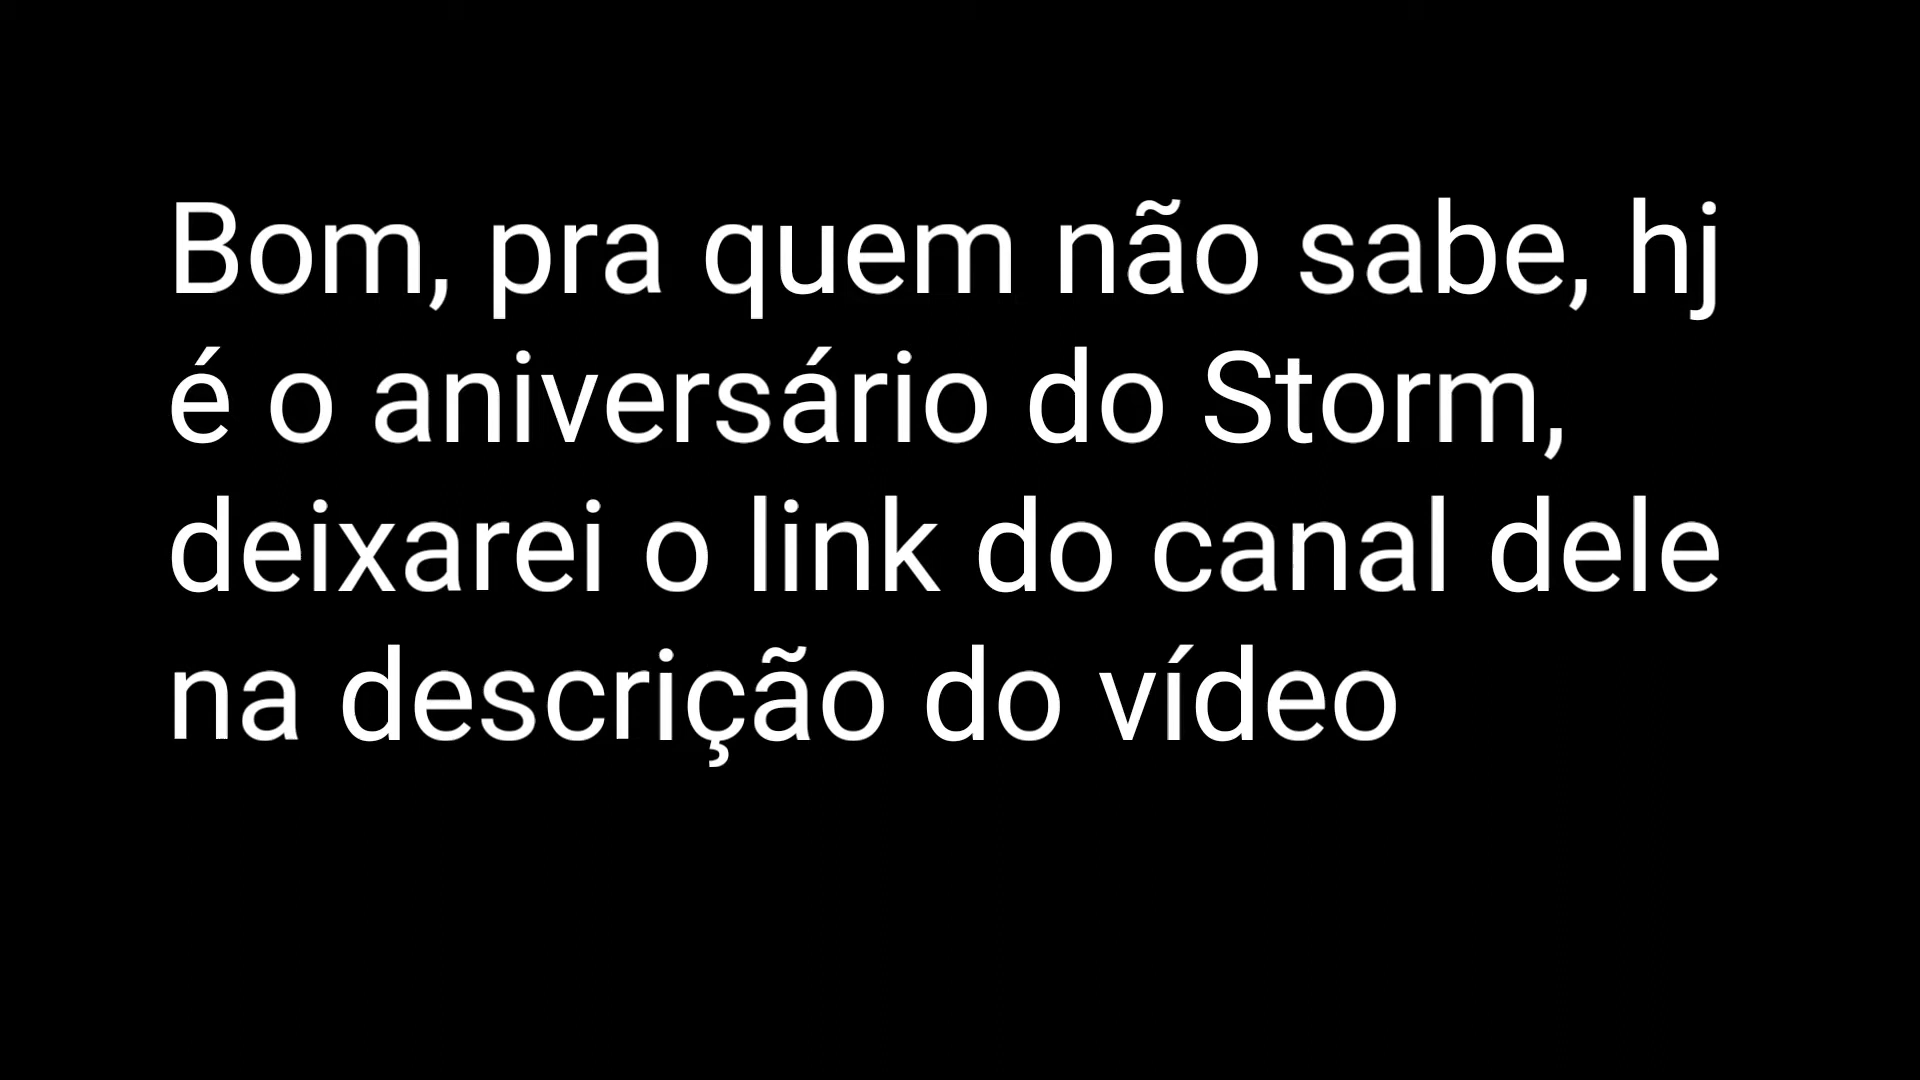 Bom, pra quem não sabe, hj
é o aniversário do Storm,
deixarei o link do canal dele
na descrição do vídeo